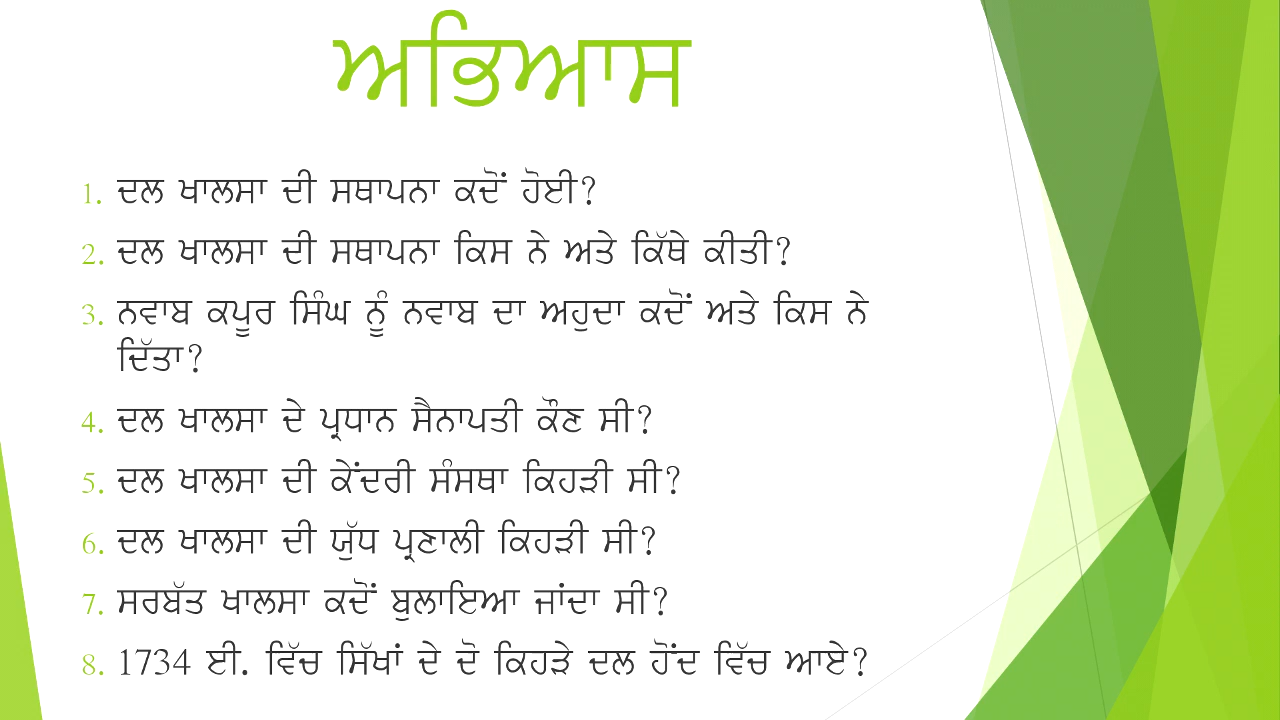 ਅਭਿਆਸ
1. ਦਲ ਖਾਲਸਾ ਦੀ ਸਥਾਪਨਾ ਕਦੋਂ ਹੋਈ?
2. ਦਲ ਖਾਲਸਾ ਦੀ ਸਥਾਪਨਾ ਕਿਸ ਨੇ ਅਤੇ ਕਿੱਥੇ ਕੀਤੀ?
3. ਨਵਾਬ ਕਪੂਰ ਸਿੰਘ ਨੂੰ ਨਵਾਬ ਦਾ ਅਹੁਦਾ ਕਦੋਂ ਅਤੇ ਕਿਸ ਨੇ
ਦਿੱਤਾ?
4. ਦਲ ਖਾਲਸਾ ਦੇ ਪ੍ਰਧਾਨ ਸੈਨਾਪਤੀ ਕੌਣ ਸੀ?
5. ਦਲ ਖਾਲਸਾ ਦੀ ਕੇਂਦਰੀ ਸੰਸਥਾ ਕਿਹੜੀ ਸੀ?
6. ਦਲ ਖਾਲਸਾ ਦੀ ਯੁੱਧ ਪ੍ਰਣਾਲੀ ਕਿਹੜੀ ਸੀ?
7. ਸਰਬੱਤ ਖਾਲਸਾ ਕਦੋਂ ਬੁਲਾਇਆ ਜਾਂਦਾ ਸੀ?
8. 1734 ਈ. ਵਿੱਚ ਸਿੱਖਾਂ ਦੇ ਦੋ ਕਿਹੜੇ ਦਲ ਹੋਂਦ ਵਿੱਚ ਆਏ?